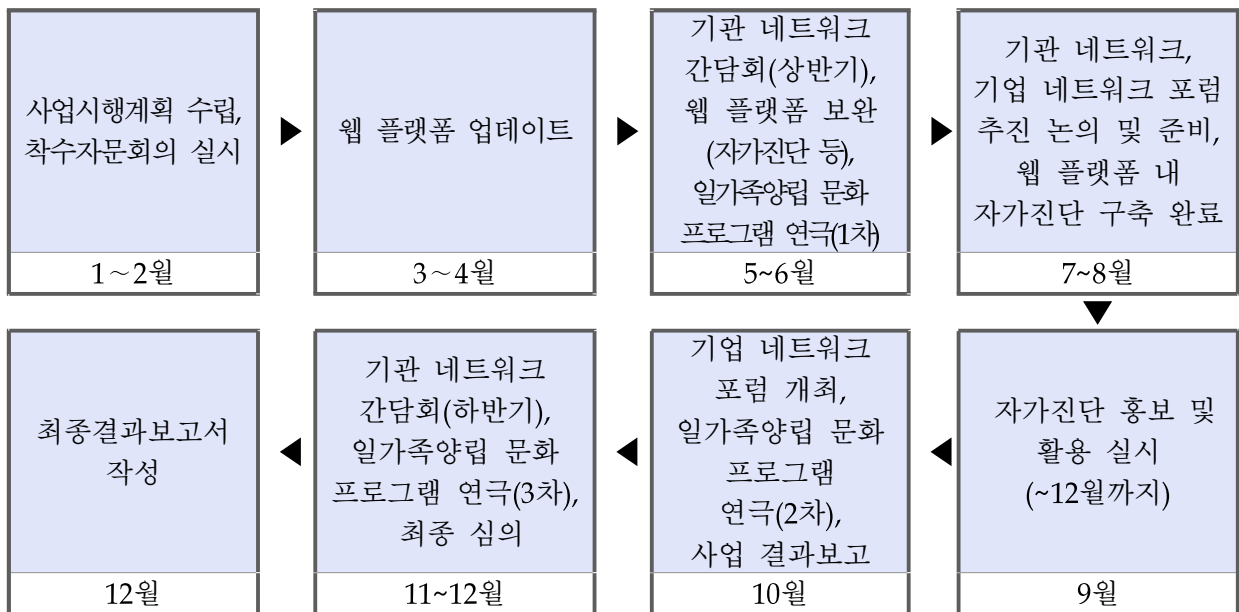 사업시행계획 수립,
착수자문회의 실시
1～2월
웹 플랫폼 업데이트
3～4월
기관 네트워크
간담회(상반기),
웹 플랫폼 보완
(자가진단 등),
일가족양립 문화
프로그램 연극(1차)
5~6월
기관 네트워크,
기업 네트워크 포럼
추진 논의 및 준비,
웹 플랫폼 내
자가진단 구축 완료
7~8월
자가진단 홍보 및
활용 실시
(~12월까지)
9월
기업 네트워크
포럼 개최,
일가족양립 문화
프로그램
연극(2차),
사업 결과보고
10월
기관 네트워크
간담회(하반기),
일가족양립 문화
프로그램 연극(3차),
최종 심의
11~12월
최종결과보고서
작성
12월